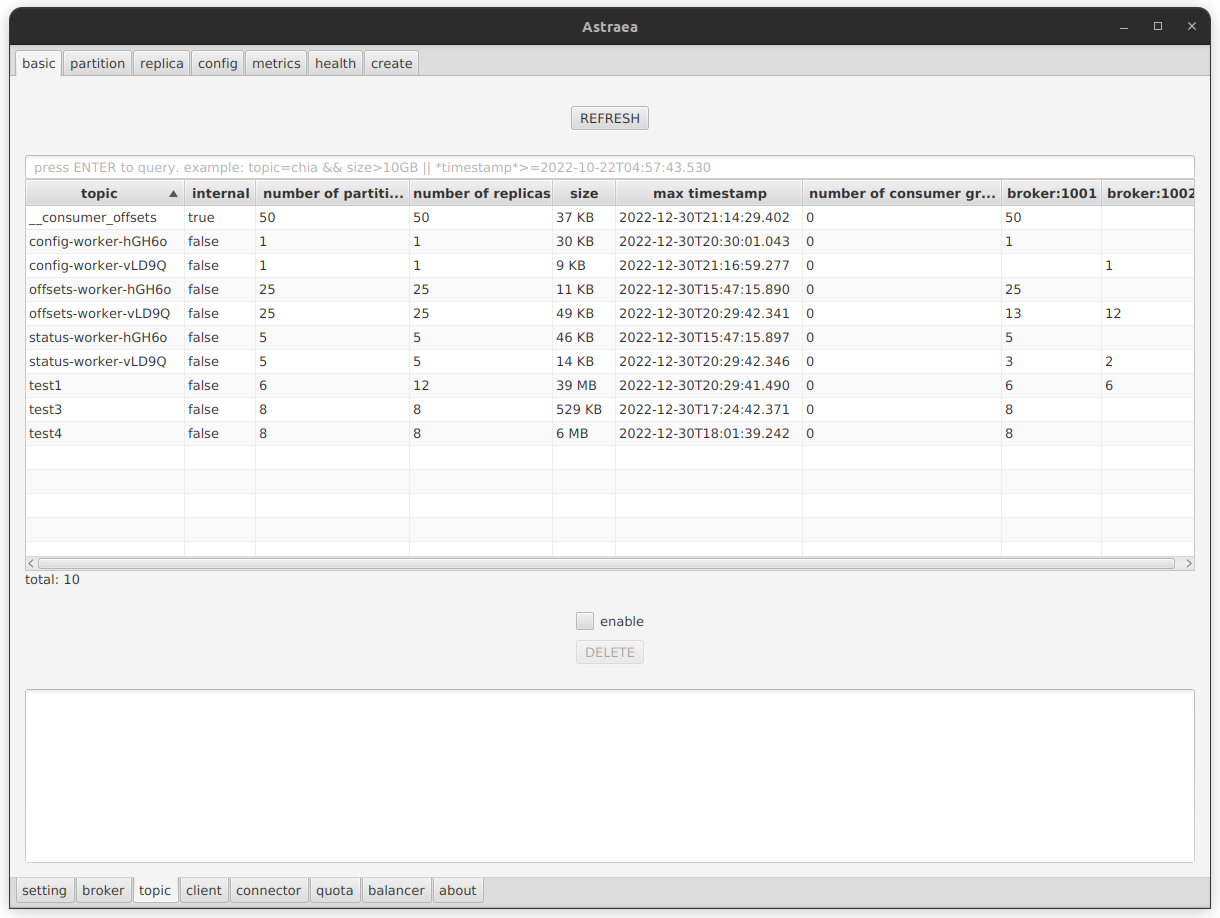 Astraea
basic partition replica config metrics health create
REFRESH
press ENTER to query. example: topic=chia && size>10GB || *timestamp*>=2022-10-22T04:57:43.530
topic internal number of partiti... number of replicas size max timestamp number of consumer gr... broker:1001 broker:1002
__consumer_offsets true 50 50 37 KB 2022-12-30T21:14:29.402 0 50
config-worker-hGH6o false 1 1 30 KB 2022-12-30T20:30:01.043 0 1
config-worker-vLD9Q false 1 1 9 KB 2022-12-30T21:16:59.277 0 1
offsets-worker-hGH6o false 25 25 11 KB 2022-12-30T15:47:15.890 0 25
offsets-worker-vLD9Q false 25 25 49 KB 2022-12-30T20:29:42.341 0 13 12
status-worker-hGH6o false 5 5 46 KB 2022-12-30T15:47:15.897 0 5
status-worker-vLD9Q false 5 5 14 KB 2022-12-30T20:29:42.346 0 3 2
test1 false 6 12 39 MB 2022-12-30T20:29:41.490 0 6 6
test3 false 8 8 529 KB 2022-12-30T17:24:42.371 0 8
test4 false 8 8 6 MB 2022-12-30T18:01:39.242 0 8
total: 10
enable
DELETE
setting broker topic client connector quota balancer about